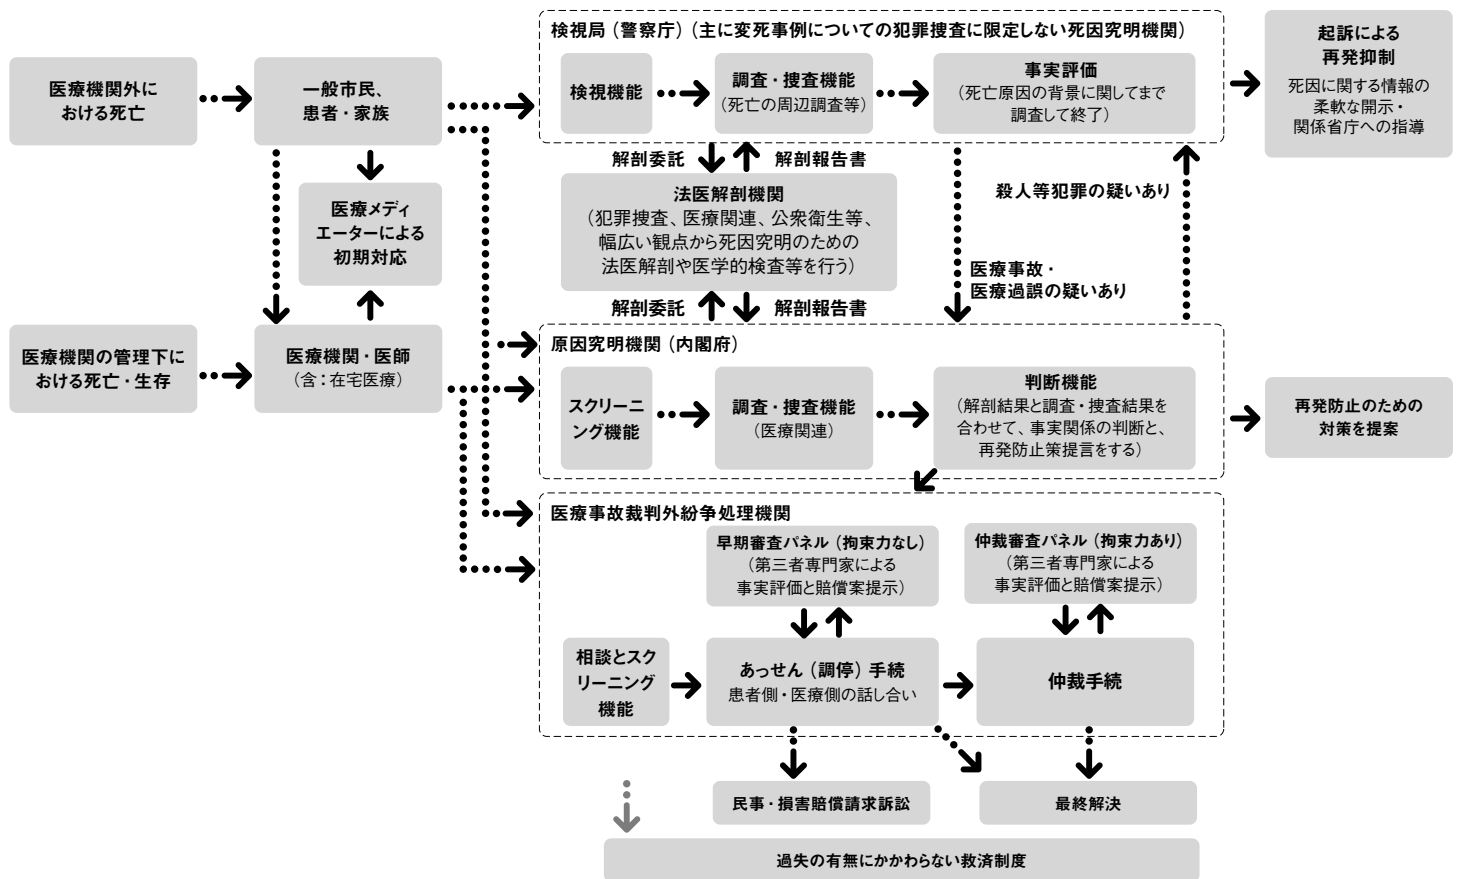 医療機関外に
おける死亡
一般市民、
患者・家族
医療メディ
エーターによる
初期対応
医療機関の管理下に
おける死亡・生存
医療機関・医師
（含：在宅医療）
検視局（警察庁）（主に変死事例についての犯罪捜査に限定しない死因究明機関）
検視機能
調査・捜査機能
（死亡の周辺調査等）
事実評価
（死亡原因の背景に関してまで
調査して終了）
起訴による
再発抑制
死因に関する情報の
柔軟な開示・
関係省庁への指導
解剖委託
解剖報告書
法医解剖機関
（犯罪捜査、医療関連、公衆衛生等、
幅広い観点から死因究明のための
法医解剖や医学的検査等を行う）
解剖委託
解剖報告書
殺人等犯罪の疑いあり
医療事故・
医療過誤の疑いあり
原因究明機関（内閣府）
スクリーニ
ング機能
調査・捜査機能
（医療関連）
判断機能
（解剖結果と調査・捜査結果を
合わせて、事実関係の判断と、
再発防止策提言をする）
再発防止のための
対策を提案
医療事故裁判外紛争処理機関
早期審査パネル（拘束力なし）
（第三者専門家による
事実評価と賠償案提示）
仲裁審査パネル（拘束力あり）
（第三者専門家による
事実評価と賠償案提示）
相談とスク
リーニング
機能
あっせん（調停）手続
患者側・医療側の話し合い
仲裁手続
民事・損害賠償請求訴訟
最終解決
過失の有無にかかわらない救済制度